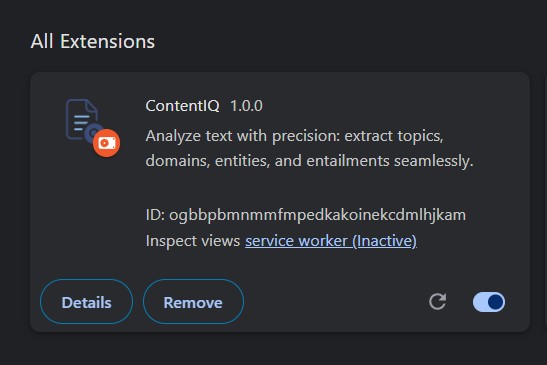 All Extensions
ContentIQ 1.0.0
Analyze text with precision: extract topics,
domains, entities, and entailments seamlessly.
ID: ogbbpbmnmmfmpedkakoinekcdmlhjkam
Inspect views service worker (Inactive)
Details Remove